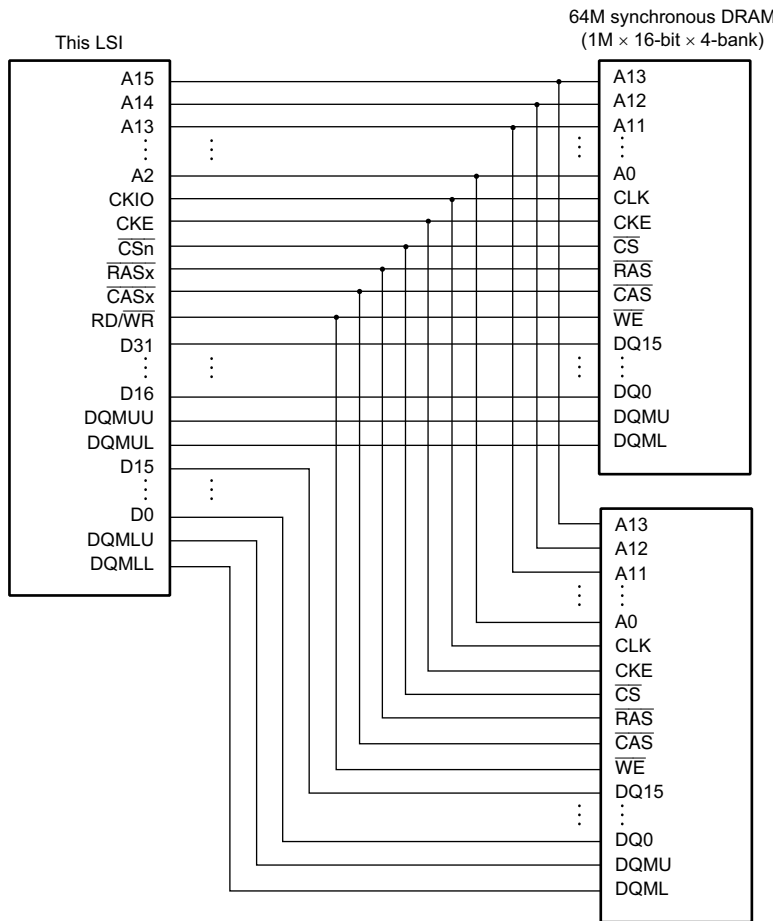 This LSI
A15
A14
A13
A2
CKIO
CKE
CSn
RASx
CASx
RD/WR
D31
D16
DQMUU
DQMUL
D15
D0
DQMLU
DQMLL
64M synchronous DRAM
(1M × 16-bit × 4-bank)
A13
A12
A11
A0
CLK
CKE
CS
RAS
CAS
WE
DQ15
DQ0
DQMU
DQML
A13
A12
A11
A0
CLK
CKE
CS
RAS
CAS
WE
DQ15
DQ0
DQMU
DQML